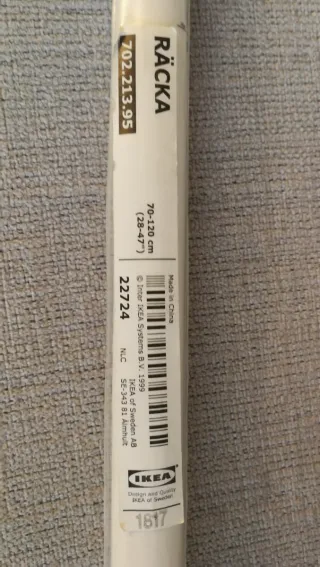 RÄCKA
702.213.95
70-120 cm
(28-47")
Made in China
© Inter IKEA Systems B.V. 1999
22724
NLC
IKEA of Sweden AB
SE-343 81 Älmhult
IKEA
Design and Quality
IKEA of Sweden
1617